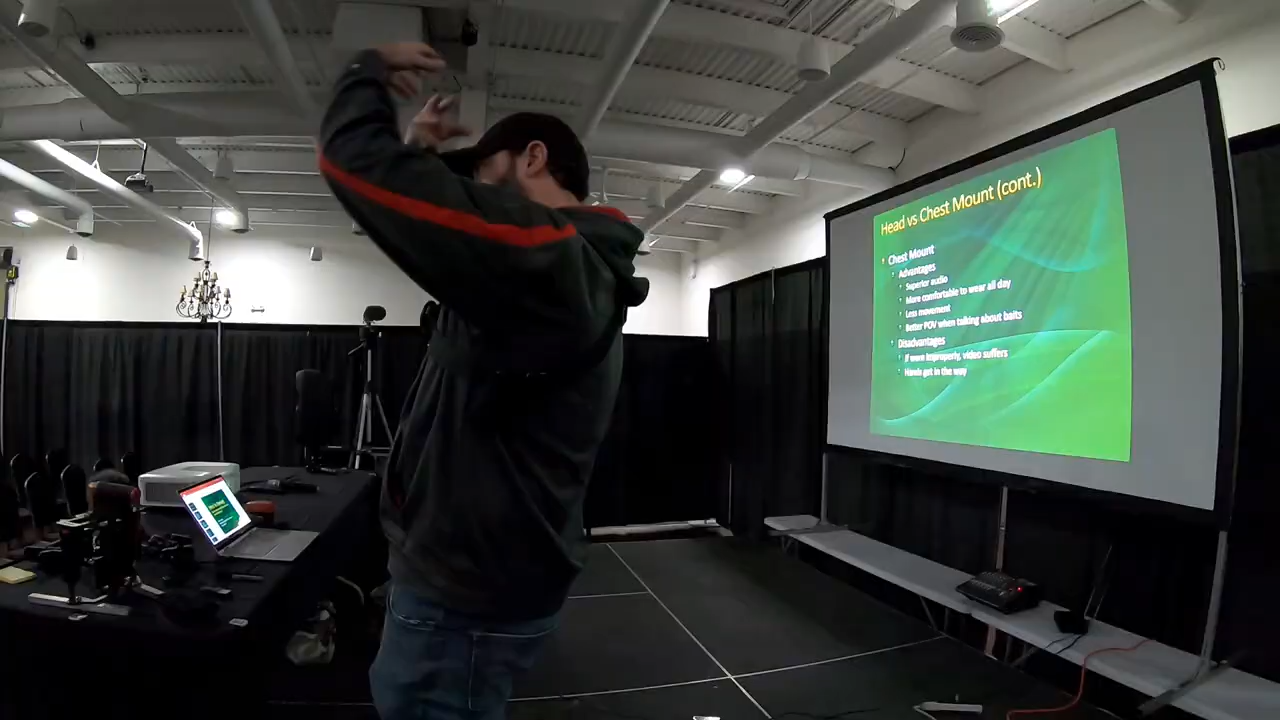 Head vs Chest Mount (cont.)
Chest Mount
Advantages
Superior audio
More comfortable to wear all day
Less movement
Better POV when talking about baits
Disadvantages
If worn improperly, video suffers
Hands get in the way